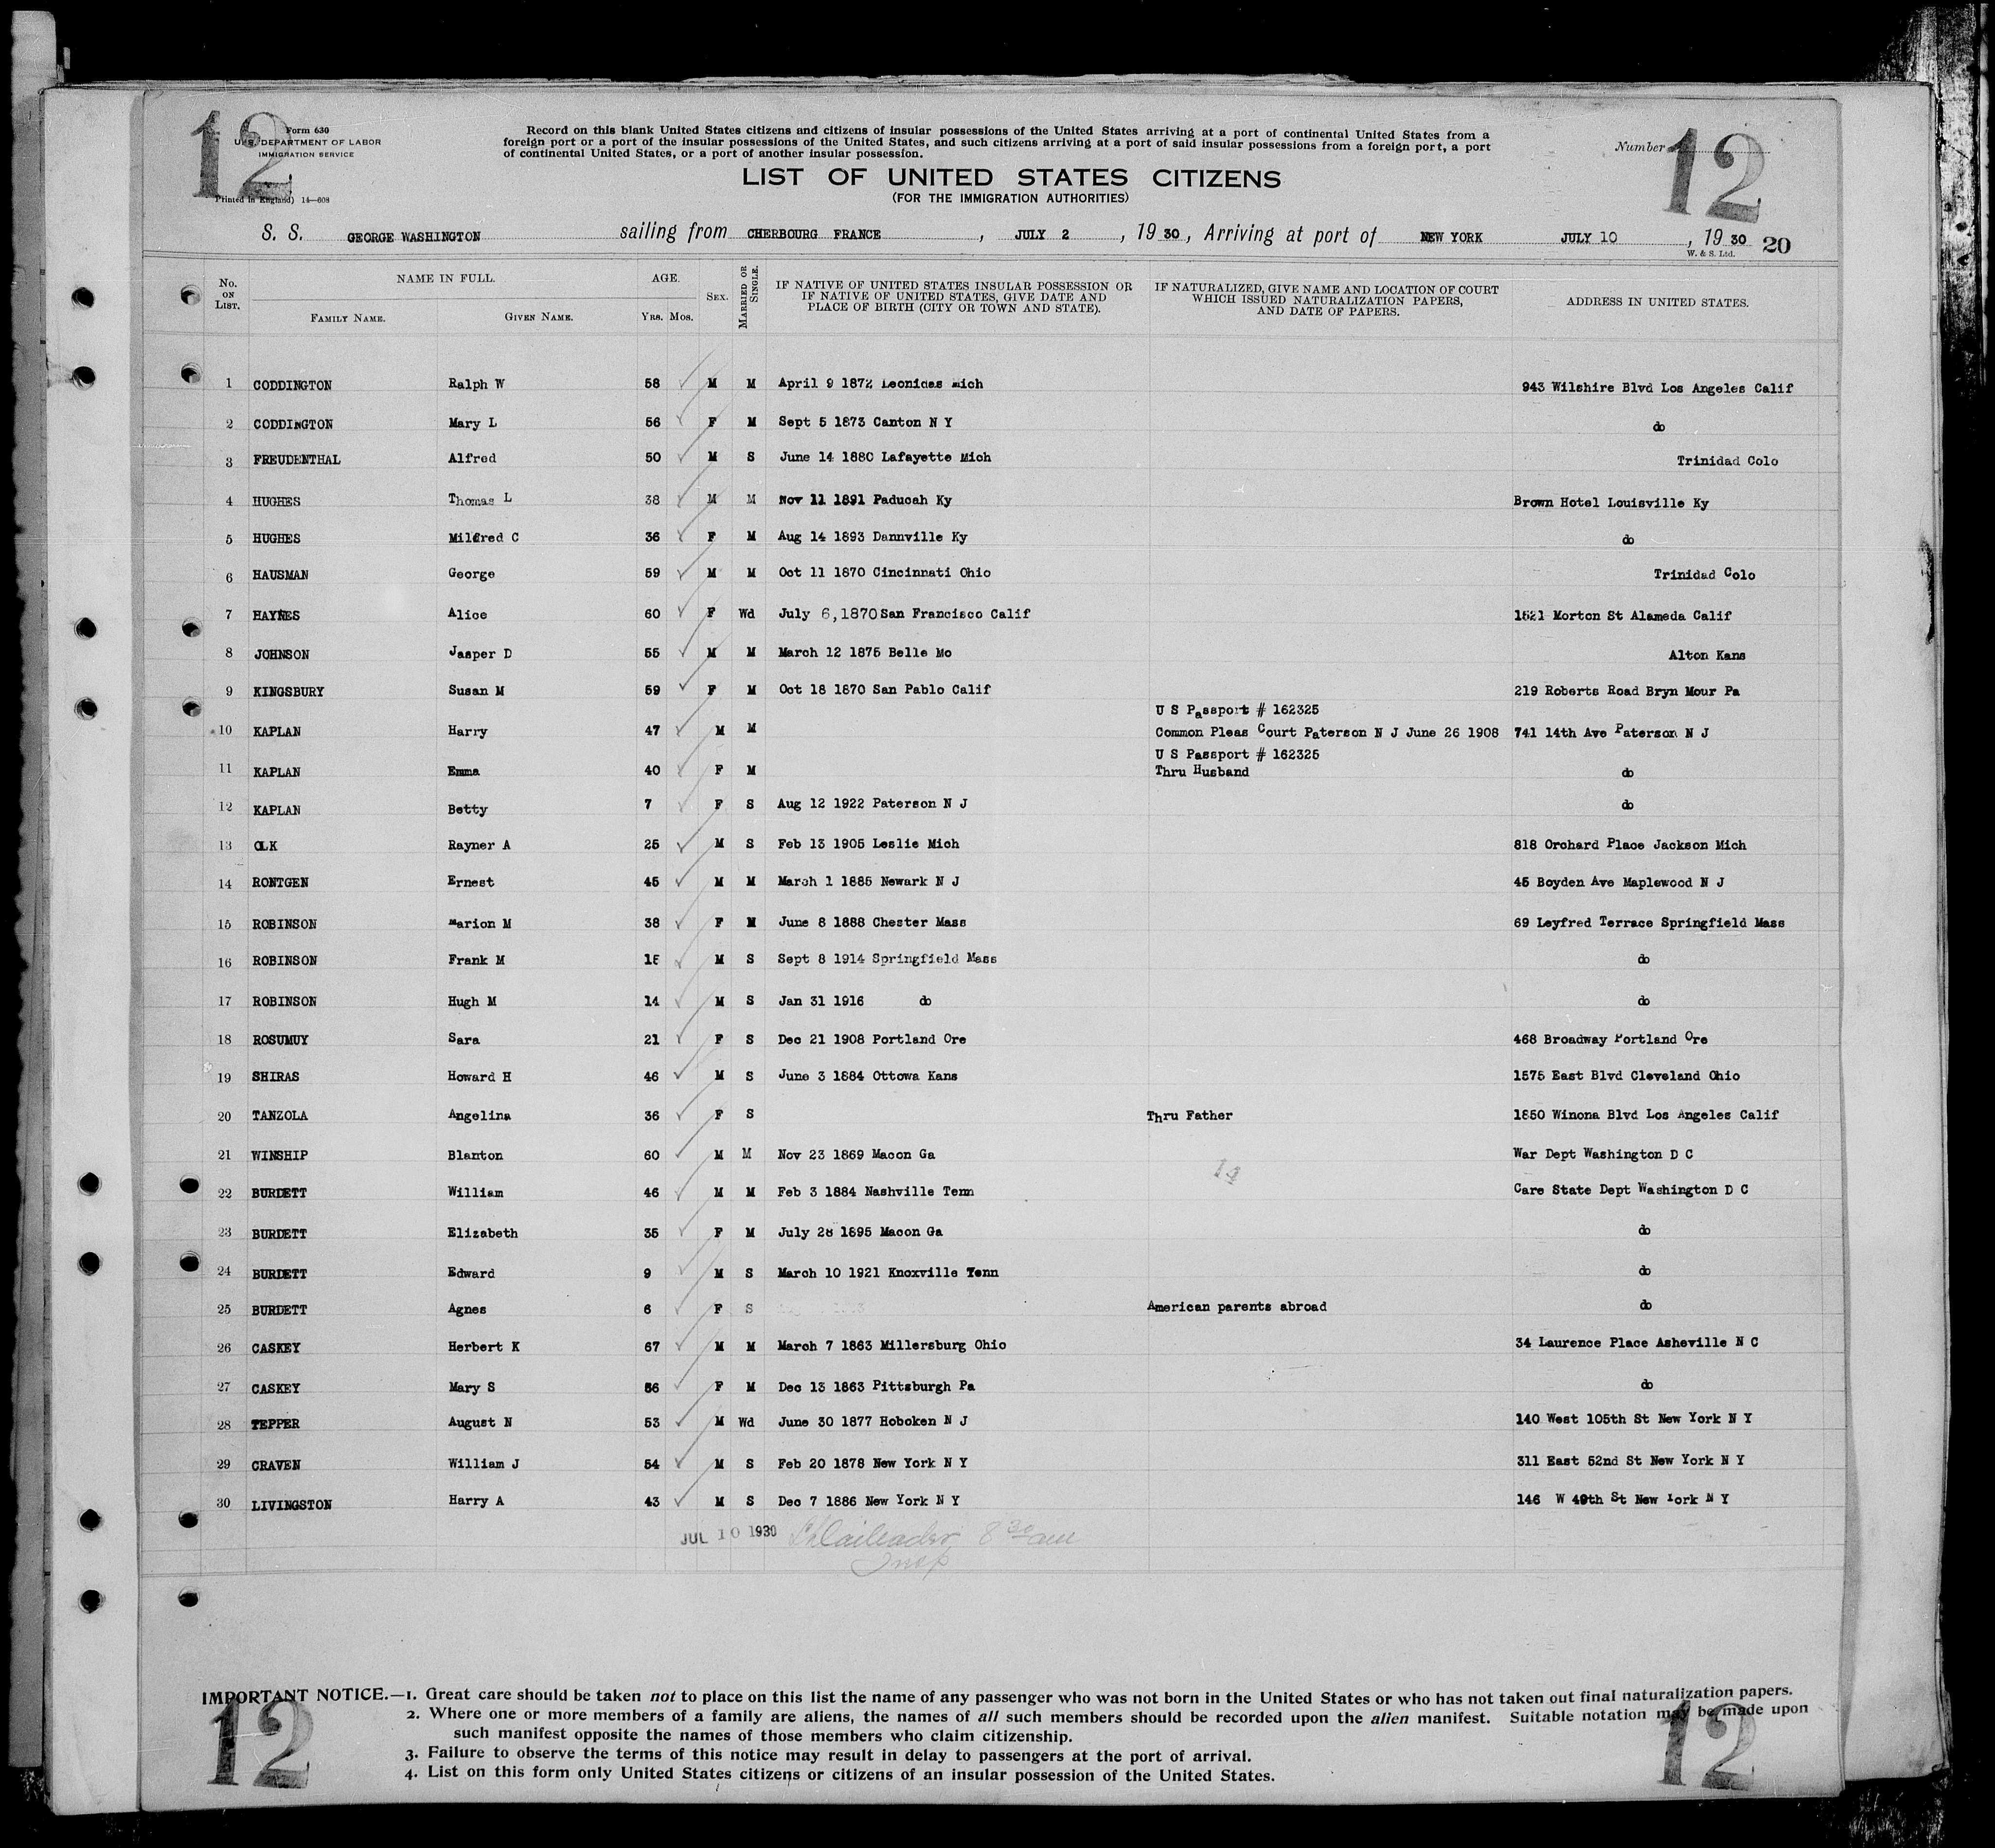 12
Form 630
U.S. DEPARTMENT OF LABOR
IMMIGRATION SERVICE
Printed in England) 14—608
Record on this blank United States citizens and citizens of insular possessions of the United States arriving at a port of continental United States from a
foreign port or a port of the insular possessions of the United States, and such citizens arriving at a port of said insular possessions from a foreign port, a port
of continental United States, or a port of another insular possession.
LIST OF UNITED STATES CITIZENS
(FOR THE IMMIGRATION AUTHORITIES)
Number 12
S. S. GEORGE WASHINGTON sailing from CHERBOURG FRANCE, JULY 2, 19 30, Arriving at port of NEW YORK JULY 10, 19 30 20
W. & S. Ltd.
No. ON LIST. NAME IN FULL. FAMILY NAME. GIVEN NAME. AGE. YRS. MOS. SEX. MARRIED OR SINGLE. IF NATIVE OF UNITED STATES INSULAR POSSESSION OR IF NATIVE OF UNITED STATES, GIVE DATE AND PLACE OF BIRTH (CITY OR TOWN AND STATE). IF NATURALIZED, GIVE NAME AND LOCATION OF COURT WHICH ISSUED NATURALIZATION PAPERS, AND DATE OF PAPERS. ADDRESS IN UNITED STATES.
1 CODDINGTON Ralph W 58 M M April 9 1872 Leonidas Mich 943 Wilshire Blvd Los Angeles Calif
2 CODDINGTON Mary L 56 F M Sept 5 1873 Canton N Y do
3 FREUDENTHAL Alfred 50 M S June 14 1880 Lafayette Mich Trinidad Colo
4 HUGHES Thomas L 38 M M Nov 11 1891 Paducah Ky Brown Hotel Louisville Ky
5 HUGHES Mildred C 36 F M Aug 14 1893 Dannville Ky do
6 HAUSMAN George 59 M M Oct 11 1870 Cincinnati Ohio Trinidad Colo
7 HAYNES Alice 60 F Wd July 6, 1870 San Francisco Calif 1521 Morton St Alameda Calif
8 JOHNSON Jasper D 55 M M March 12 1875 Belle Mo Alton Kans
9 KINGSBURY Susan M 59 F M Oct 18 1870 San Pablo Calif 219 Roberts Road Bryn Mour Pa
U S Passport # 162325
10 KAPLAN Harry 47 M M Common Pleas Court Paterson N J June 26 1908 741 14th Ave Paterson N J
U S Passport # 162325
11 KAPLAN Emma 40 F M Thru Husband do
12 KAPLAN Betty 7 F S Aug 12 1922 Paterson N J do
13 OLK Rayner A 25 M S Feb 13 1905 Leslie Mich 818 Orchard Place Jackson Mich
14 RONTGEN Ernest 45 M M March 1 1885 Newark N J 45 Boyden Ave Maplewood N J
15 ROBINSON Marion M 38 F M June 8 1888 Chester Mass 69 Leyfred Terrace Springfield Mass
16 ROBINSON Frank M 15 M S Sept 8 1914 Springfield Mass do
17 ROBINSON Hugh M 14 M S Jan 31 1916 do do
18 ROSUMUY Sara 21 F S Dec 21 1908 Portland Ore 468 Broadway Portland Ore
19 SHIRAS Howard H 46 M S June 3 1884 Ottowa Kans 1575 East Blvd Cleveland Ohio
20 TANZOLA Angelina 36 F S Thru Father 1850 Winona Blvd Los Angeles Calif
21 WINSHIP Blanton 60 M M Nov 23 1869 Macon Ga War Dept Washington D C
22 BURDETT William 46 M M Feb 3 1884 Nashville Tenn Care State Dept Washington D C
23 BURDETT Elizabeth 35 F M July 28 1895 Macon Ga do
24 BURDETT Edward 9 M S March 10 1921 Knoxville Tenn do
25 BURDETT Agnes 6 F S American parents abroad do
26 CASKEY Herbert K 67 M M March 7 1863 Millersburg Ohio 34 Laurence Place Asheville N C
27 CASKEY Mary S 56 F M Dec 13 1863 Pittsburgh Pa do
28 TEPPER August N 53 M Wd June 30 1877 Hoboken N J 140 West 105th St New York N Y
29 CRAVEN William J 54 M S Feb 20 1878 New York N Y 311 East 52nd St New York N Y
30 LIVINGSTON Harry A 43 M S Dec 7 1886 New York N Y 146 W 49th St New York N Y
JUL 10 1930 8 30 am
Insp
IMPORTANT NOTICE.—1. Great care should be taken not to place on this list the name of any passenger who was not born in the United States or who has not taken out final naturalization papers.
2. Where one or more members of a family are aliens, the names of all such members should be recorded upon the alien manifest. Suitable notation may be made upon
such manifest opposite the names of those members who claim citizenship.
3. Failure to observe the terms of this notice may result in delay to passengers at the port of arrival.
4. List on this form only United States citizens or citizens of an insular possession of the United States.
12
12